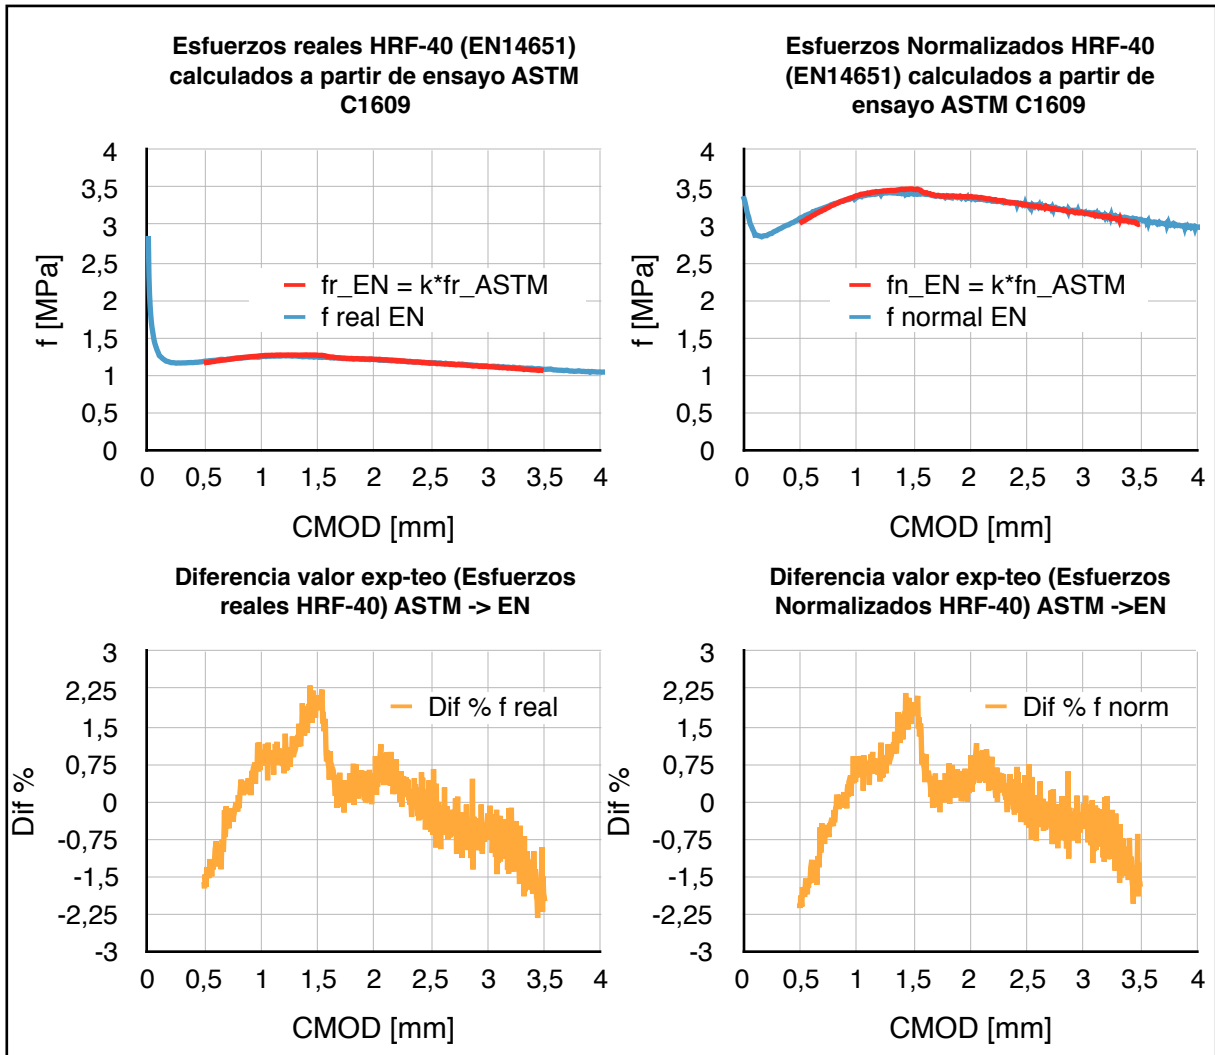 Esfuerzos reales HRF-40 (EN14651)
calculados a partir de ensayo ASTM
C1609
4
3,5
3
2,5
2
1,5
1
0,5
0
f [MPa]
fr_EN = k*fr_ASTM
f real EN
0 0,5 1 1,5 2 2,5 3 3,5 4
CMOD [mm]
Esfuerzos Normalizados HRF-40
(EN14651) calculados a partir de
ensayo ASTM C1609
4
3,5
3
2,5
2
1,5
1
0,5
0
f [MPa]
fn_EN = k*fn_ASTM
f normal EN
0 0,5 1 1,5 2 2,5 3 3,5 4
CMOD [mm]
Diferencia valor exp-teo (Esfuerzos
reales HRF-40) ASTM -> EN
3
2,25
1,5
0,75
0
-0,75
-1,5
-2,25
-3
Dif %
Dif % f real
0 0,5 1 1,5 2 2,5 3 3,5 4
CMOD [mm]
Diferencia valor exp-teo (Esfuerzos
Normalizados HRF-40) ASTM ->EN
3
2,25
1,5
0,75
0
-0,75
-1,5
-2,25
-3
Dif %
Dif % f norm
0 0,5 1 1,5 2 2,5 3 3,5 4
CMOD [mm]